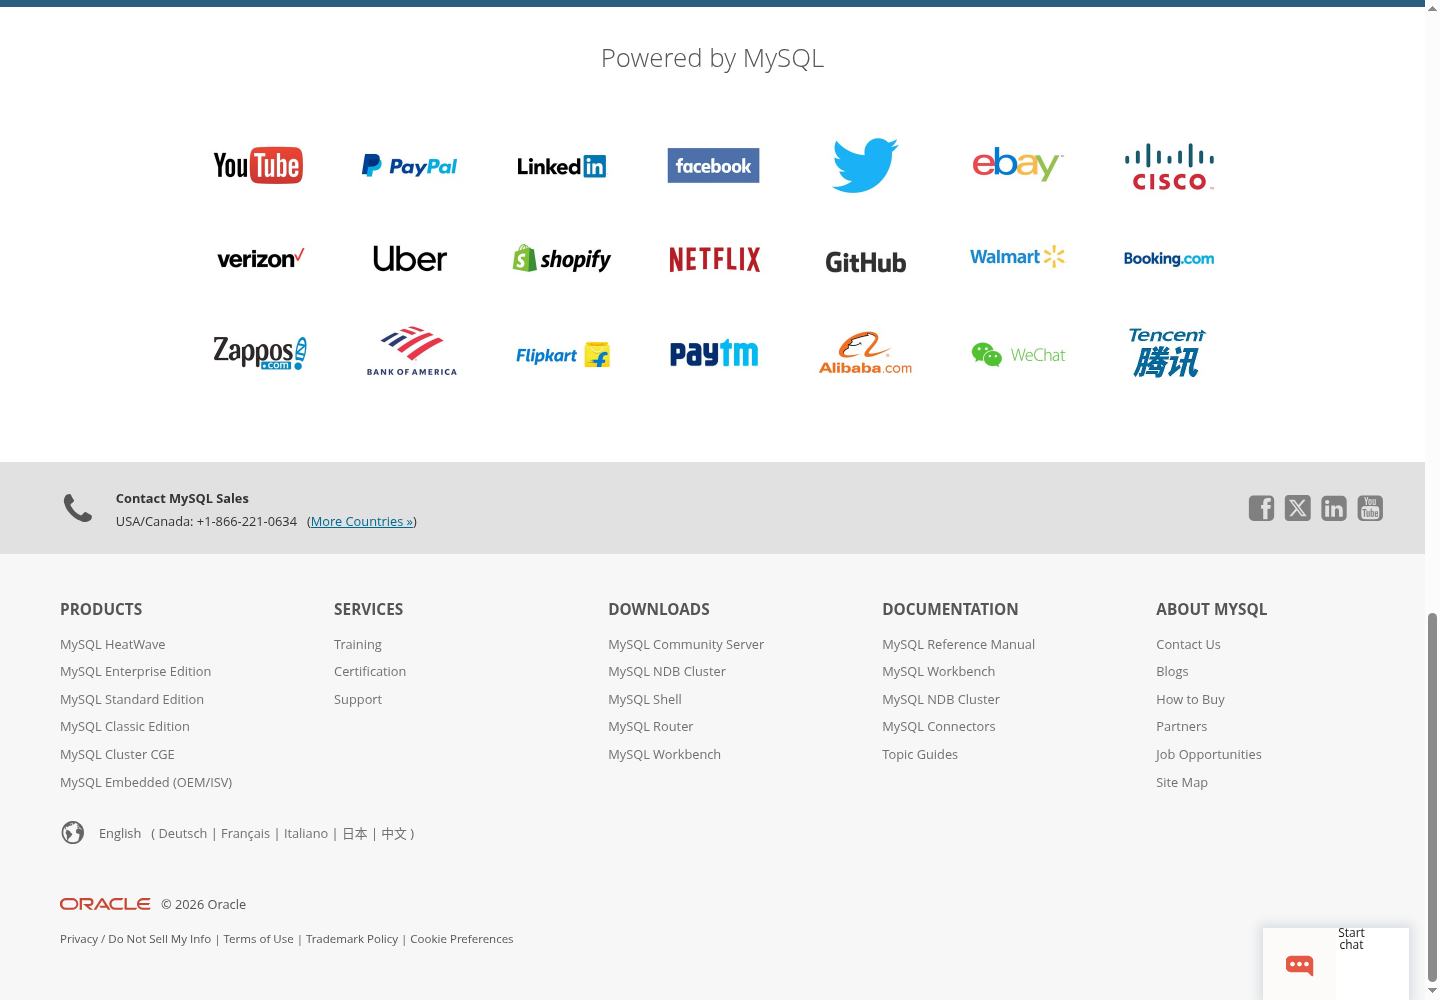 Powered by MySQL
YouTube PayPal LinkedIn facebook ebay CISCO
verizon Uber shopify NETFLIX GitHub Walmart Booking.com
Zappos.com BANK OF AMERICA Flipkart paytm Alibaba.com WeChat Tencent 腾讯
Contact MySQL Sales
USA/Canada: +1-866-221-0634 (More Countries »)
You Tube
PRODUCTS
MySQL HeatWave
MySQL Enterprise Edition
MySQL Standard Edition
MySQL Classic Edition
MySQL Cluster CGE
MySQL Embedded (OEM/ISV)
SERVICES
Training
Certification
Support
DOWNLOADS
MySQL Community Server
MySQL NDB Cluster
MySQL Shell
MySQL Router
MySQL Workbench
DOCUMENTATION
MySQL Reference Manual
MySQL Workbench
MySQL NDB Cluster
MySQL Connectors
Topic Guides
ABOUT MYSQL
Contact Us
Blogs
How to Buy
Partners
Job Opportunities
Site Map
English ( Deutsch | Français | Italiano | 日本 | 中文 )
ORACLE © 2026 Oracle
Privacy / Do Not Sell My Info | Terms of Use | Trademark Policy | Cookie Preferences
Start
chat